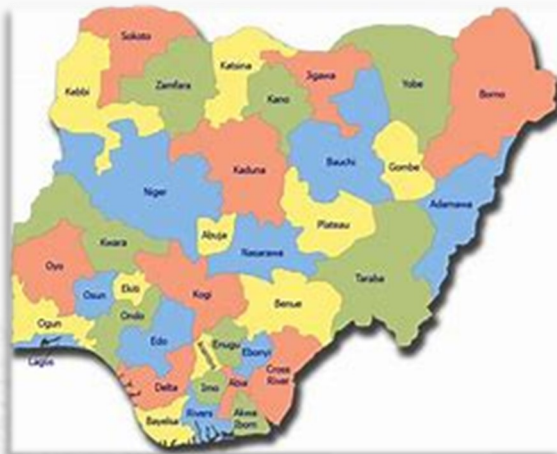 Sokoto
Katsina
Jigawa
Yobe
Borno
Kebbi
Zamfara
Kano
Kaduna
Bauchi
Gombe
Niger
Adamawa
Plateau
Abuja
Kwara
Nasarawa
Taraba
Oyo
Kogi
Osun
Ekiti
Benue
Ondo
Ogun
Edo
Enugu
Ebonyi
Lagos
Cross
River
Delta
Imo
Abia
Bayelsa
Rivers
Akwa
Ibom